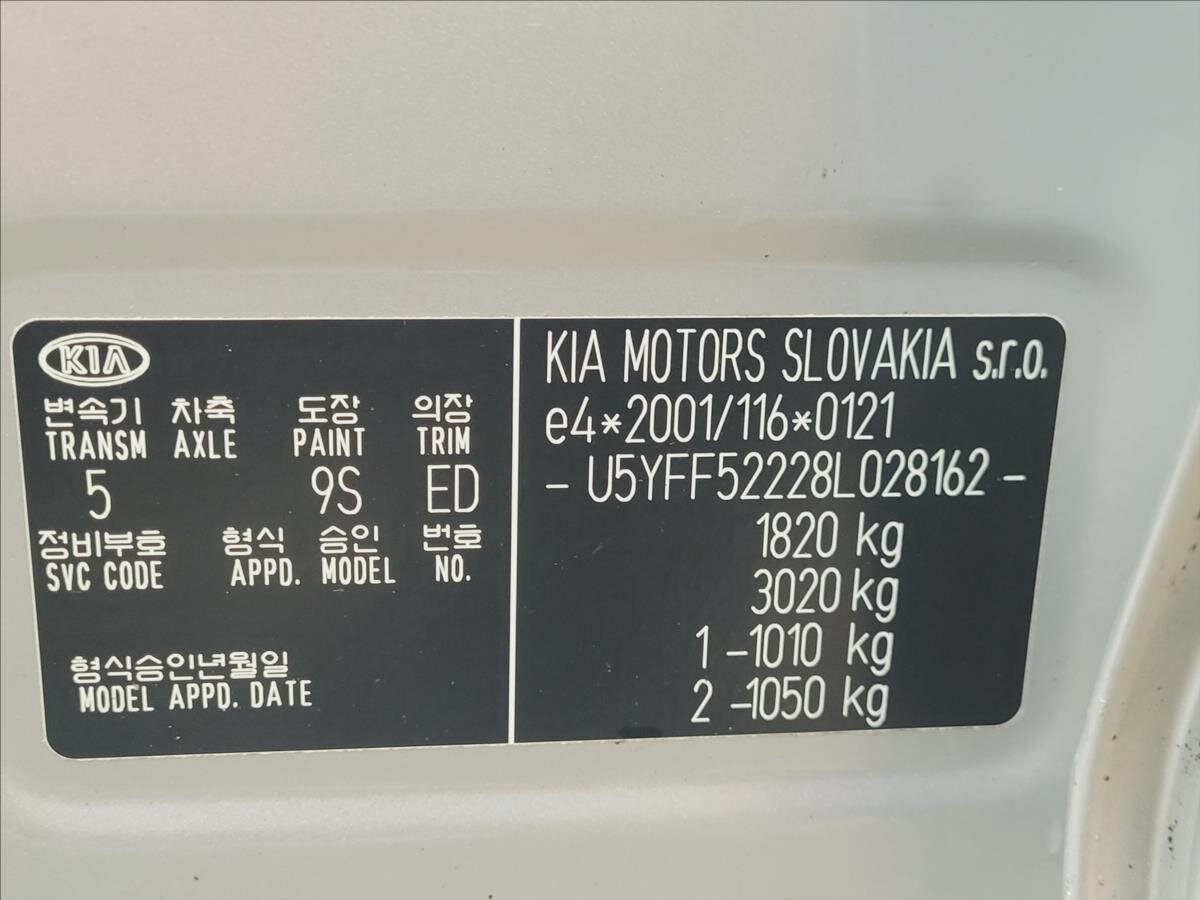 KIA
변속기 차축 도장 의장
TRANSM AXLE PAINT TRIM
5 9S ED
정비부호 형식 승인 번호
SVC CODE APPD. MODEL NO.
형식승인년월일
MODEL APPD. DATE
KIA MOTORS SLOVAKIA s.r.o.
e4*2001/116*0121
- U5YFF52228L028162 -
1820 kg
3020 kg
1 -1010 kg
2 -1050 kg